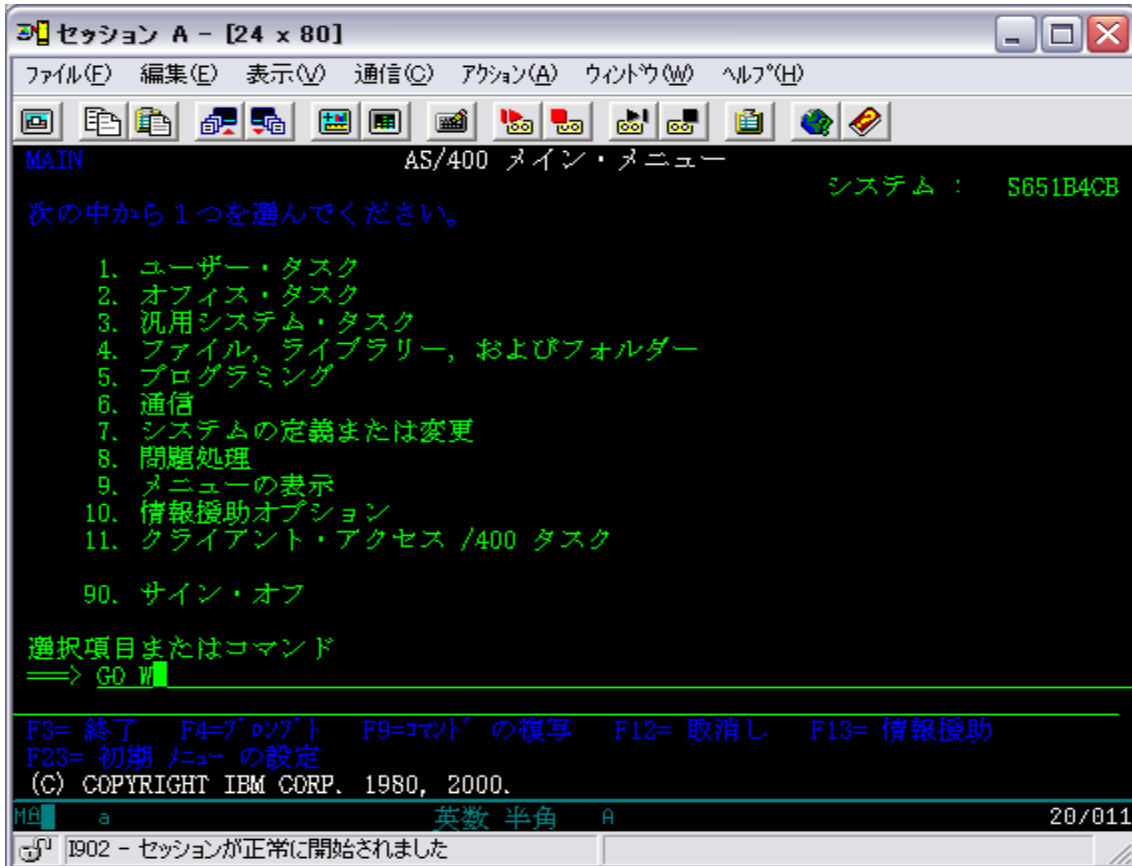 セッション A - [24 x 80]
ファイル(F) 編集(E) 表示(V) 通信(C) アクション(A) ウィンドウ(W) ヘルプ(H)
MAIN AS/400 メイン・メニュー
システム : S651B4CB
次の中から１つを選んでください。
1. ユーザー・タスク
2. オフィス・タスク
3. 汎用システム・タスク
4. ファイル, ライブラリー, およびフォルダー
5. プログラミング
6. 通信
7. システムの定義または変更
8. 問題処理
9. メニューの表示
10. 情報援助オプション
11. クライアント・アクセス /400 タスク
90. サイン・オフ
選択項目またはコマンド
===> GO W
F3= 終了 F4=プロンプト F9=コマンド の複写 F12= 取消し F13= 情報援助
F23= 初期 メニュー の設定
(C) COPYRIGHT IBM CORP. 1980, 2000.
MA a 英数 半角 A 20/011
I902 - セッションが正常に開始されました